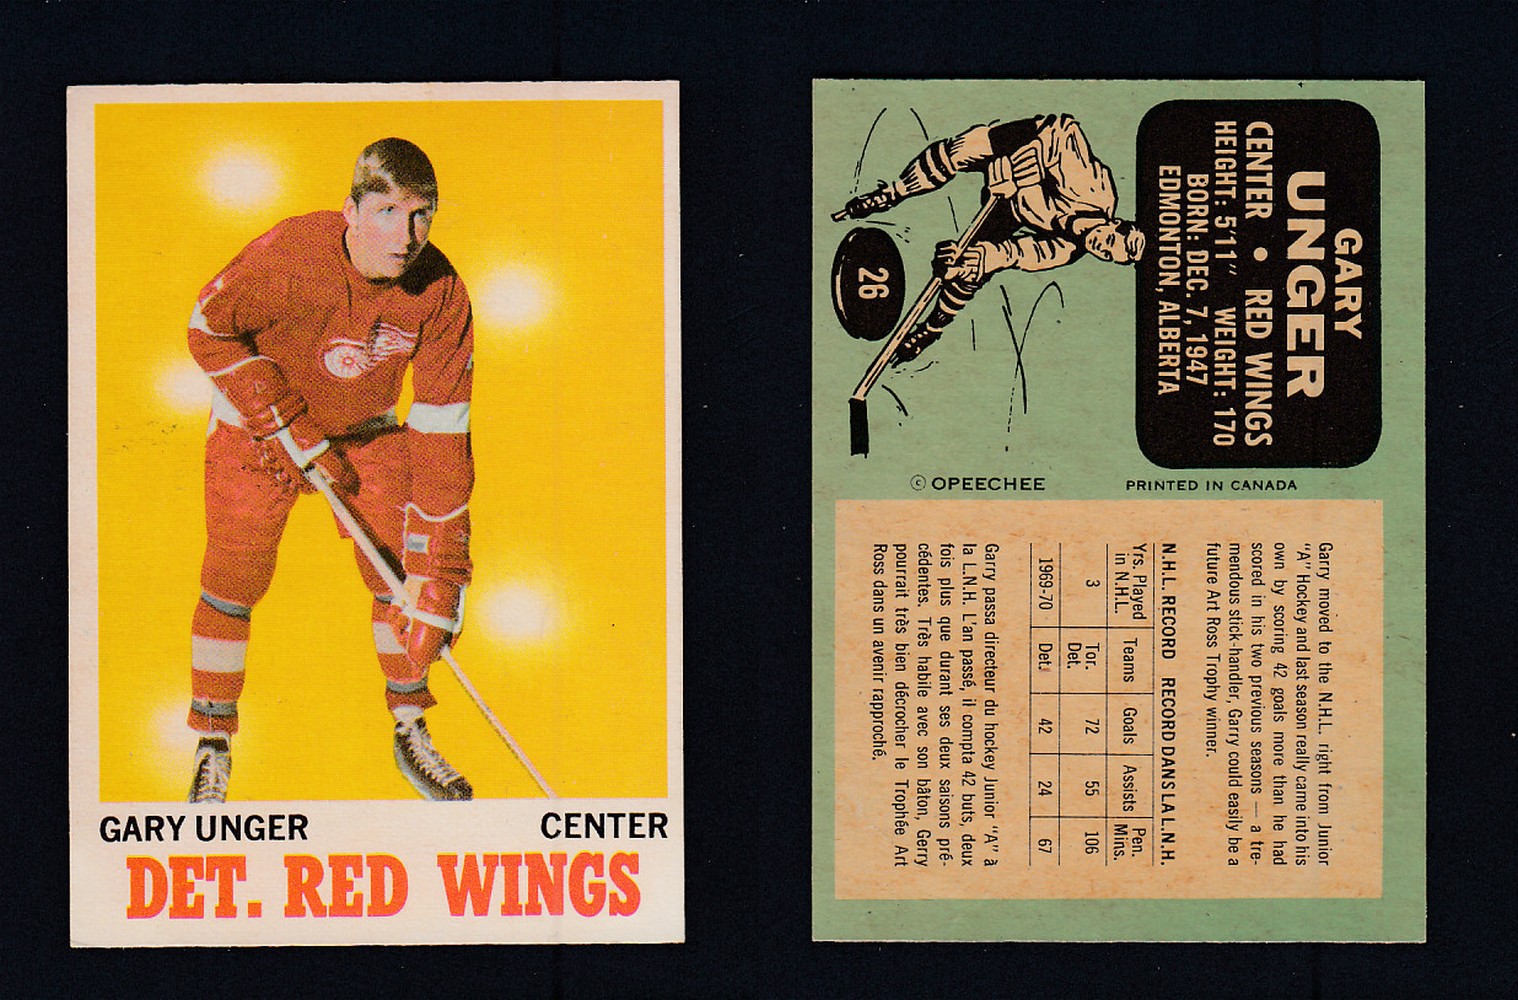 GARY UNGER CENTER
DET. RED WINGS
GARY
UNGER
CENTER • RED WINGS
HEIGHT: 5'11" WEIGHT: 170
BORN: DEC. 7, 1947
EDMONTON, ALBERTA
26
© OPEECHEE PRINTED IN CANADA
Garry movied to the N.H.L. right from Junior
"A" Hockey and last season really came into his
own by scoring 42 goals more than he had
scored in his two previous seasons — a tre-
mendous stick-handler, Garry could easily be a
future Art Ross Trophy winner.
N.H.L. RECORD RECORD DANS LA L.N.H.
Yrs. Played Teams Goals Assists Pen.
in N.H.L. Mins.
3 Tor. 72 55 106
Det.
1969-70 Det. 42 24 67
Garry passa directeur du hockey Junior "A" à
la L.N.H. L'an passé, il compta 42 buts, deux
fois plus que durant ses deux saisons pré-
cédentes. Très habile avec son bâton, Gerry
pourrait très bien décrocher le Trophée Art
Ross dans un avenir rapproché.